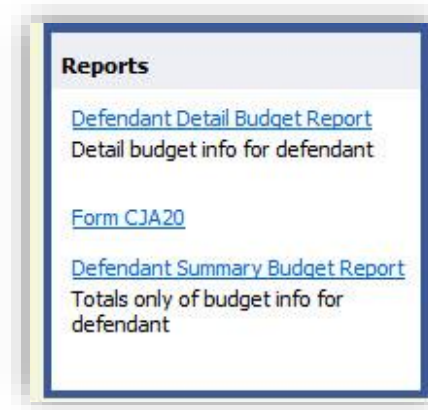 Reports
Defendant Detail Budget Report
Detail budget info for defendant
Form CJA20
Defendant Summary Budget Report
Totals only of budget info for
defendant